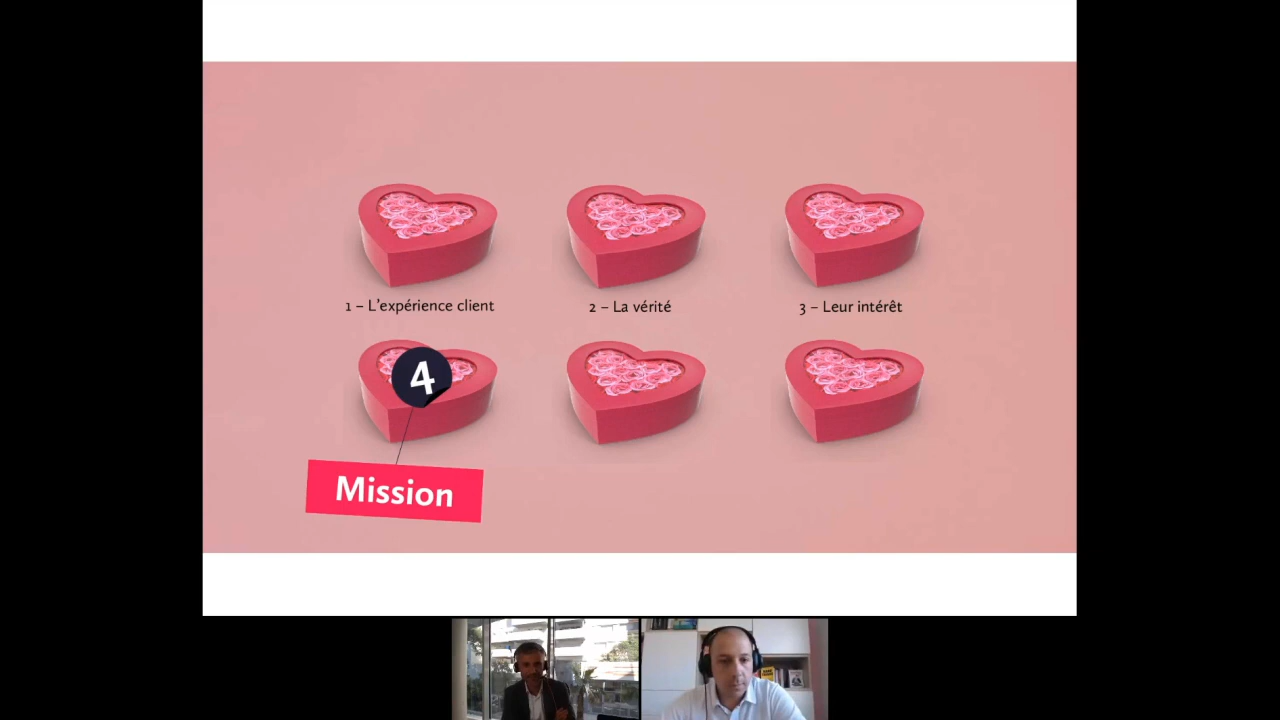 1 – L'expérience client
2 – La vérité
3 – Leur intérêt
4
Mission